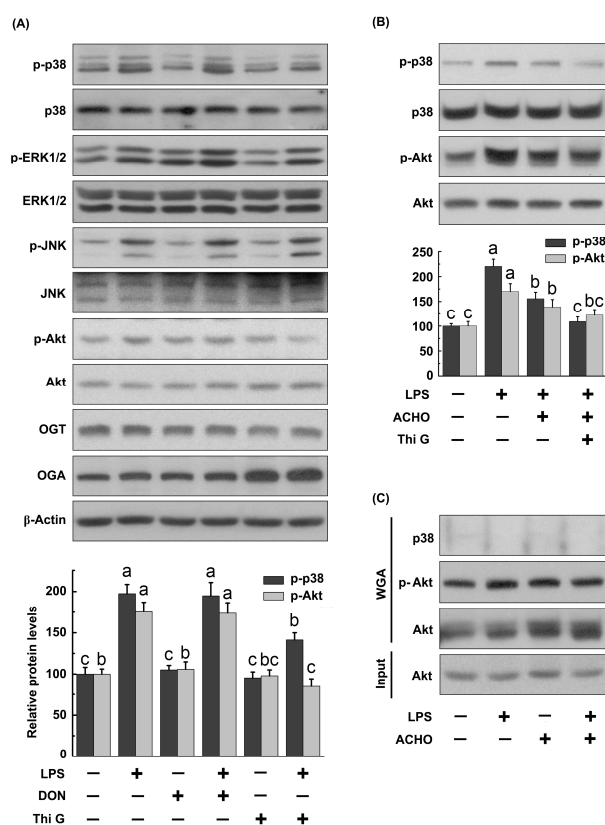 (A)
p-p38
p38
p-ERK1/2
ERK1/2
p-JNK
JNK
p-Akt
Akt
OGT
OGA
β-Actin
Relative protein levels
200
150
100
50
0
p-p38
p-Akt
c b a a c b a a c bc b c
LPS − + − + − +
DON − − + + − −
Thi G − − − − + +
(B)
p-p38
p38
p-Akt
Akt
250
200
150
100
50
0
p-p38
p-Akt
c c a a b b c bc
LPS − + + +
ACHO − − + +
Thi G − − − +
(C)
WGA
p38
p-Akt
Akt
Input
Akt
LPS − + − +
ACHO − − + +